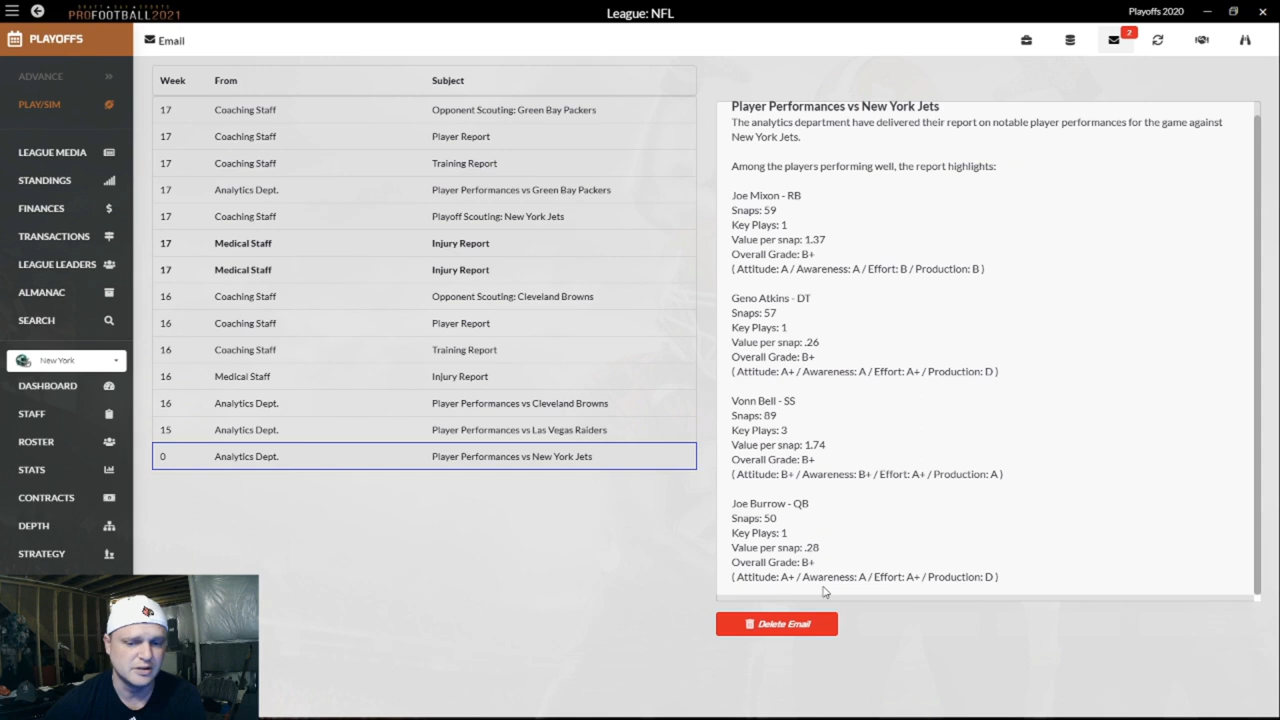 DRAFT DAY SPORTS
PROFOOTBALL2021
League: NFL
Playoffs 2020
PLAYOFFS
Email
2
ADVANCE
PLAY/SIM
LEAGUE MEDIA
STANDINGS
FINANCES
TRANSACTIONS
LEAGUE LEADERS
ALMANAC
SEARCH
New York
DASHBOARD
STAFF
ROSTER
STATS
CONTRACTS
DEPTH
STRATEGY
Week From Subject
17 Coaching Staff Opponent Scouting: Green Bay Packers
17 Coaching Staff Player Report
17 Coaching Staff Training Report
17 Analytics Dept. Player Performances vs Green Bay Packers
17 Coaching Staff Playoff Scouting: New York Jets
17 Medical Staff Injury Report
17 Medical Staff Injury Report
16 Coaching Staff Opponent Scouting: Cleveland Browns
16 Coaching Staff Player Report
16 Coaching Staff Training Report
16 Medical Staff Injury Report
16 Analytics Dept. Player Performances vs Cleveland Browns
15 Analytics Dept. Player Performances vs Las Vegas Raiders
0 Analytics Dept. Player Performances vs New York Jets
Player Performances vs New York Jets
The analytics department have delivered their report on notable player performances for the game against
New York Jets.
Among the players performing well, the report highlights:
Joe Mixon - RB
Snaps: 59
Key Plays: 1
Value per snap: 1.37
Overall Grade: B+
( Attitude: A / Awareness: A / Effort: B / Production: B )
Geno Atkins - DT
Snaps: 57
Key Plays: 1
Value per snap: .26
Overall Grade: B+
( Attitude: A+ / Awareness: A / Effort: A+ / Production: D )
Vonn Bell - SS
Snaps: 89
Key Plays: 3
Value per snap: 1.74
Overall Grade: B+
( Attitude: B+ / Awareness: B+ / Effort: A+ / Production: A )
Joe Burrow - QB
Snaps: 50
Key Plays: 1
Value per snap: .28
Overall Grade: B+
( Attitude: A+ / Awareness: A / Effort: A+ / Production: D )
Delete Email